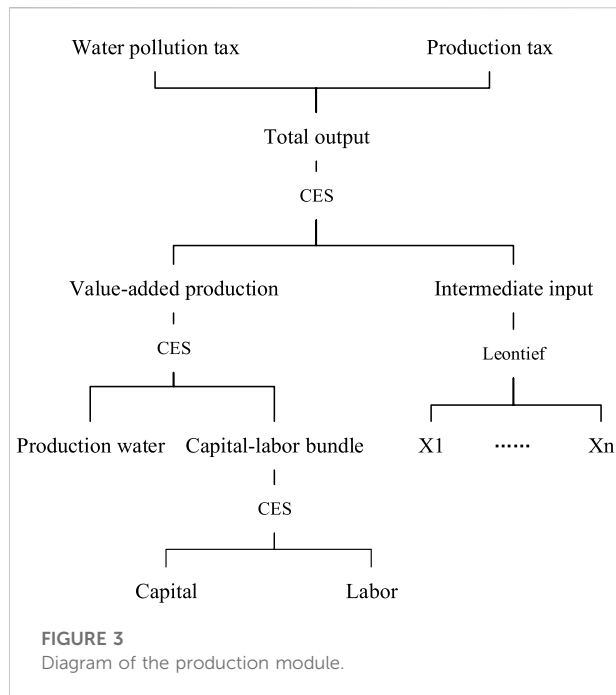 Water pollution tax Production tax
Total output
CES
Value-added production Intermediate input
CES Leontief
Production water Capital-labor bundle X1 ...... Xn
CES
Capital Labor
FIGURE 3
Diagram of the production module.